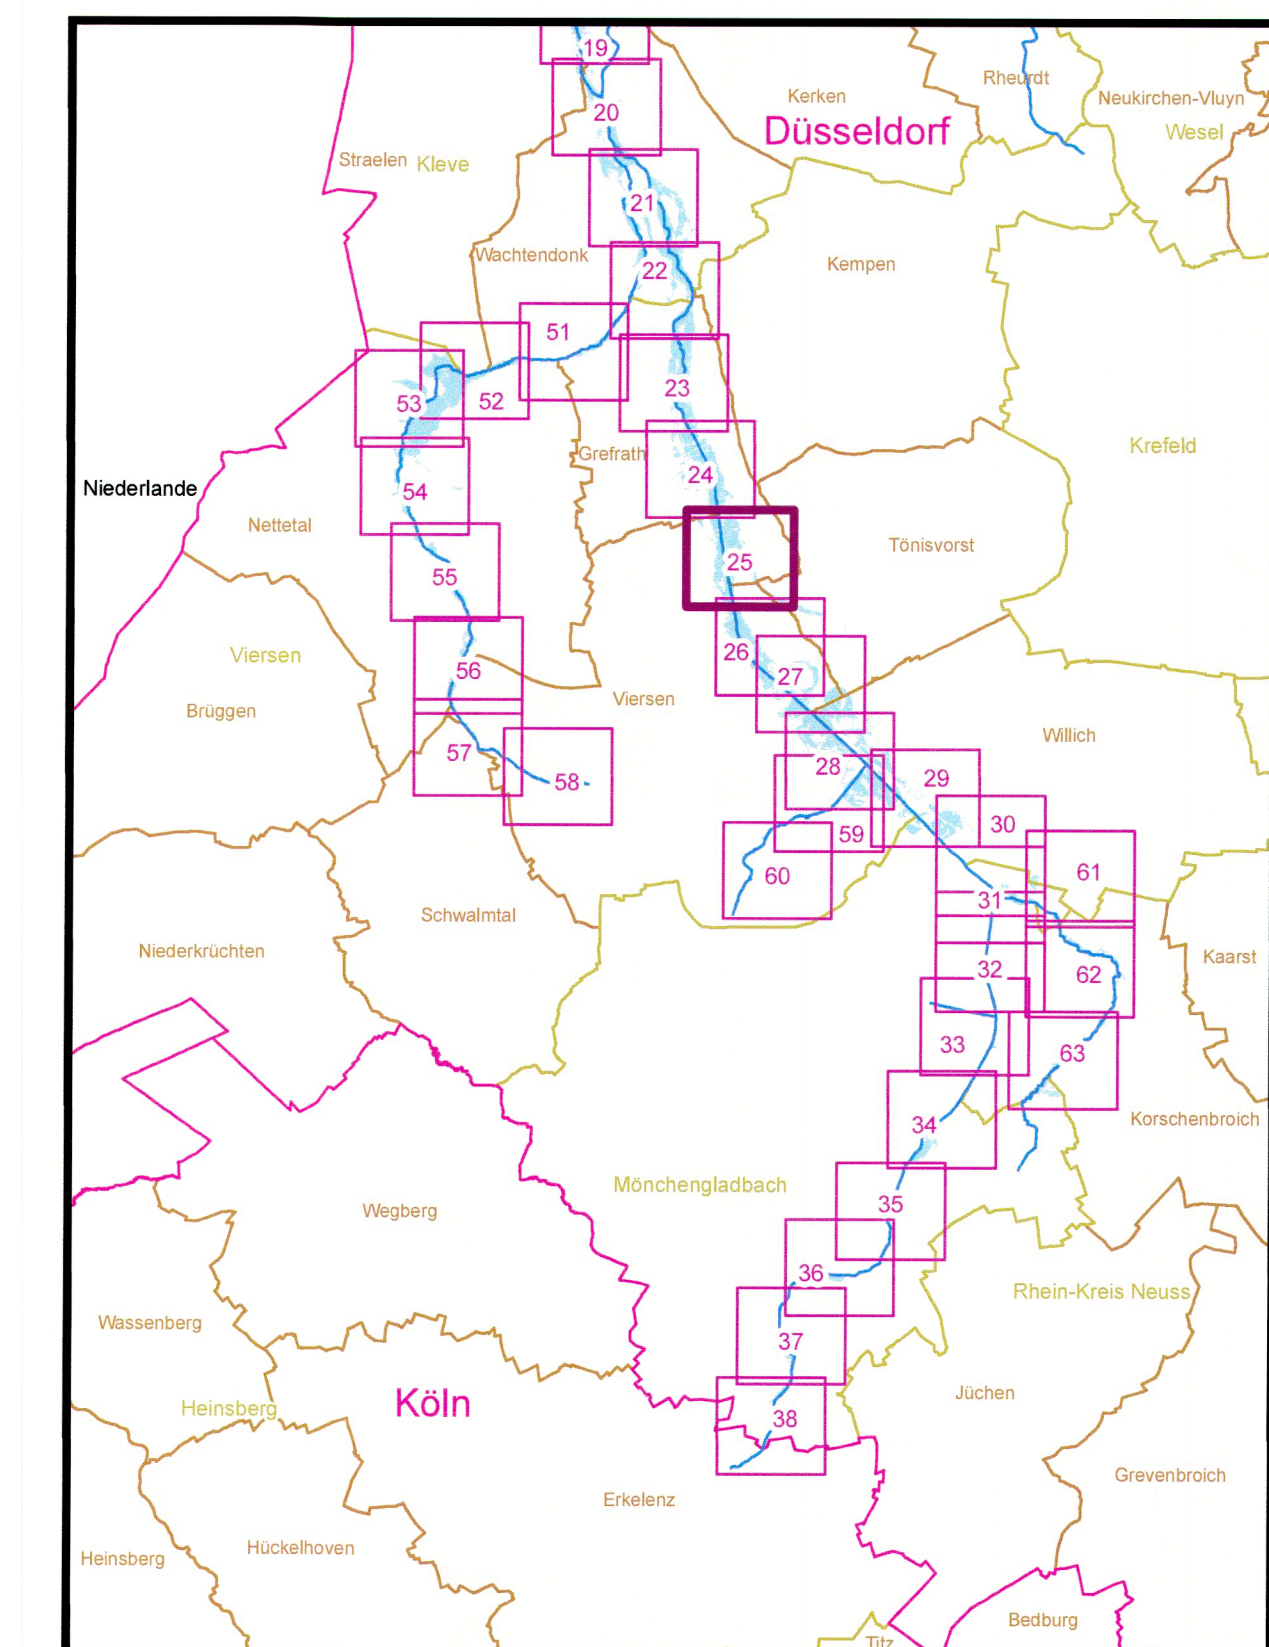 19
Rheurdt
Kerken
Neukirchen-Vluyn
20
Düsseldorf
Wesel
Straelen
Kleve
21
Wachtendonk
Kempen
22
51
23
53
52
Krefeld
Grefrath
24
Niederlande
54
Nettetal
Tönisvorst
25
55
Viersen
26
56
27
Viersen
Brüggen
Willich
57
28
29
58
30
59
61
60
31
Schwalmtal
Niederkrüchten
Kaarst
32
62
33
63
Korschenbroich
34
Mönchengladbach
35
Wegberg
36
Rhein-Kreis Neuss
Wassenberg
37
Jüchen
Köln
Heinsberg
38
Grevenbroich
Erkelenz
Hückelhoven
Heinsberg
Bedburg
Titz